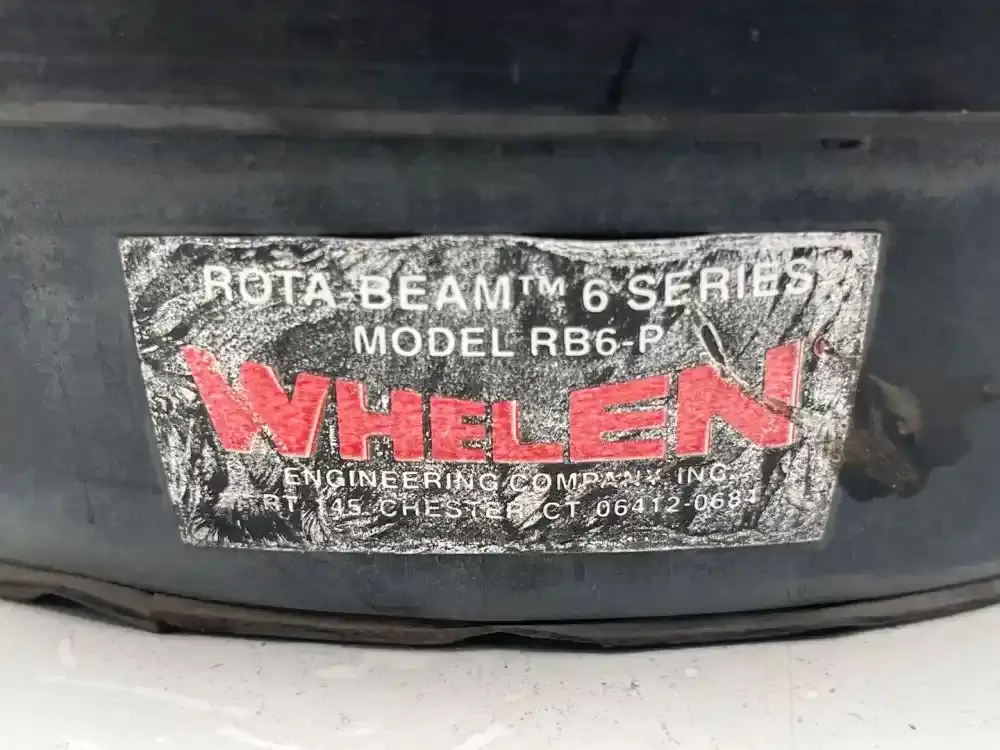 ROTA-BEAM™ 6 SERIES
MODEL RB6-P
WHELEN®
ENGINEERING COMPANY, INC.
RT. 145, CHESTER, CT 06412-0684